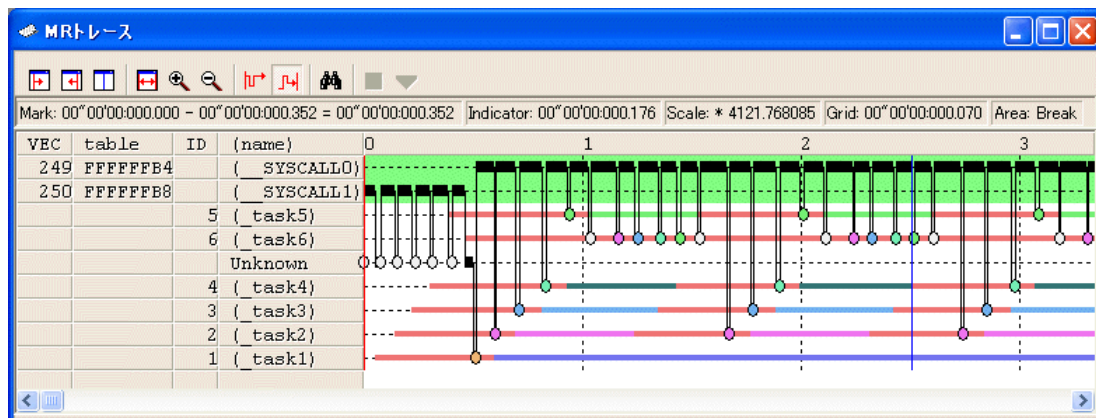 MRトレース
Mark: 00"00'00:000.000 - 00"00'00:000.352 = 00"00'00:000.352 Indicator: 00"00'00:000.176 Scale: * 4121.768085 Grid: 00"00'00:000.070 Area: Break
VEC table ID (name) 0 1 2 3
249 FFFFFFB4 (__SYSCALL0)
250 FFFFFFB8 (__SYSCALL1)
5 (_task5)
6 (_task6)
Unknown
4 (_task4)
3 (_task3)
2 (_task2)
1 (_task1)